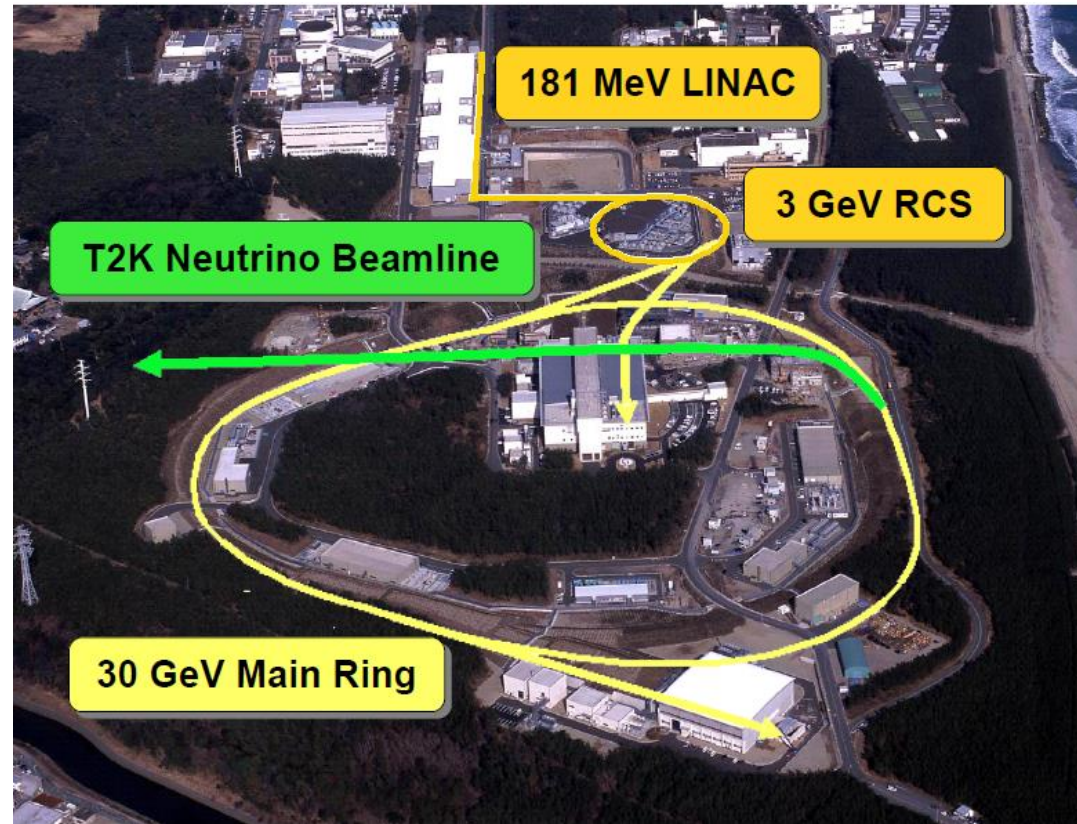 181 MeV LINAC
3 GeV RCS
T2K Neutrino Beamline
30 GeV Main Ring